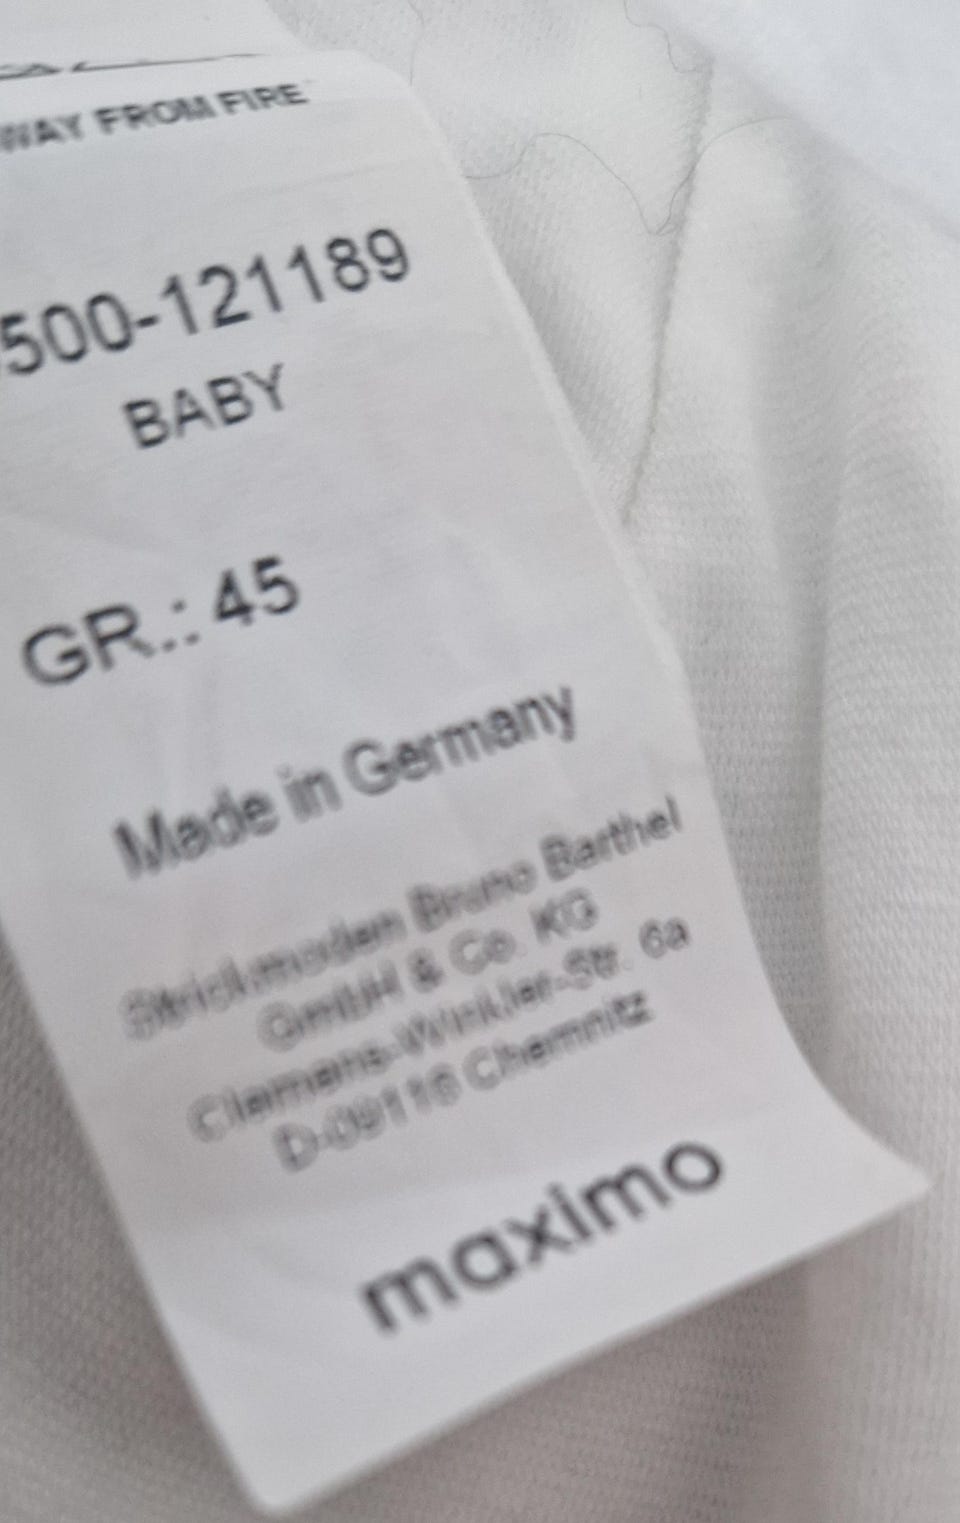 WAY FROM FIRE
500-121189
BABY
GR.: 45
Made in Germany
Strickmoden Bruno Barthel
GmbH & Co. KG
Clemens-Winkler-Str. 6a
D-09116 Chemnitz
maximo